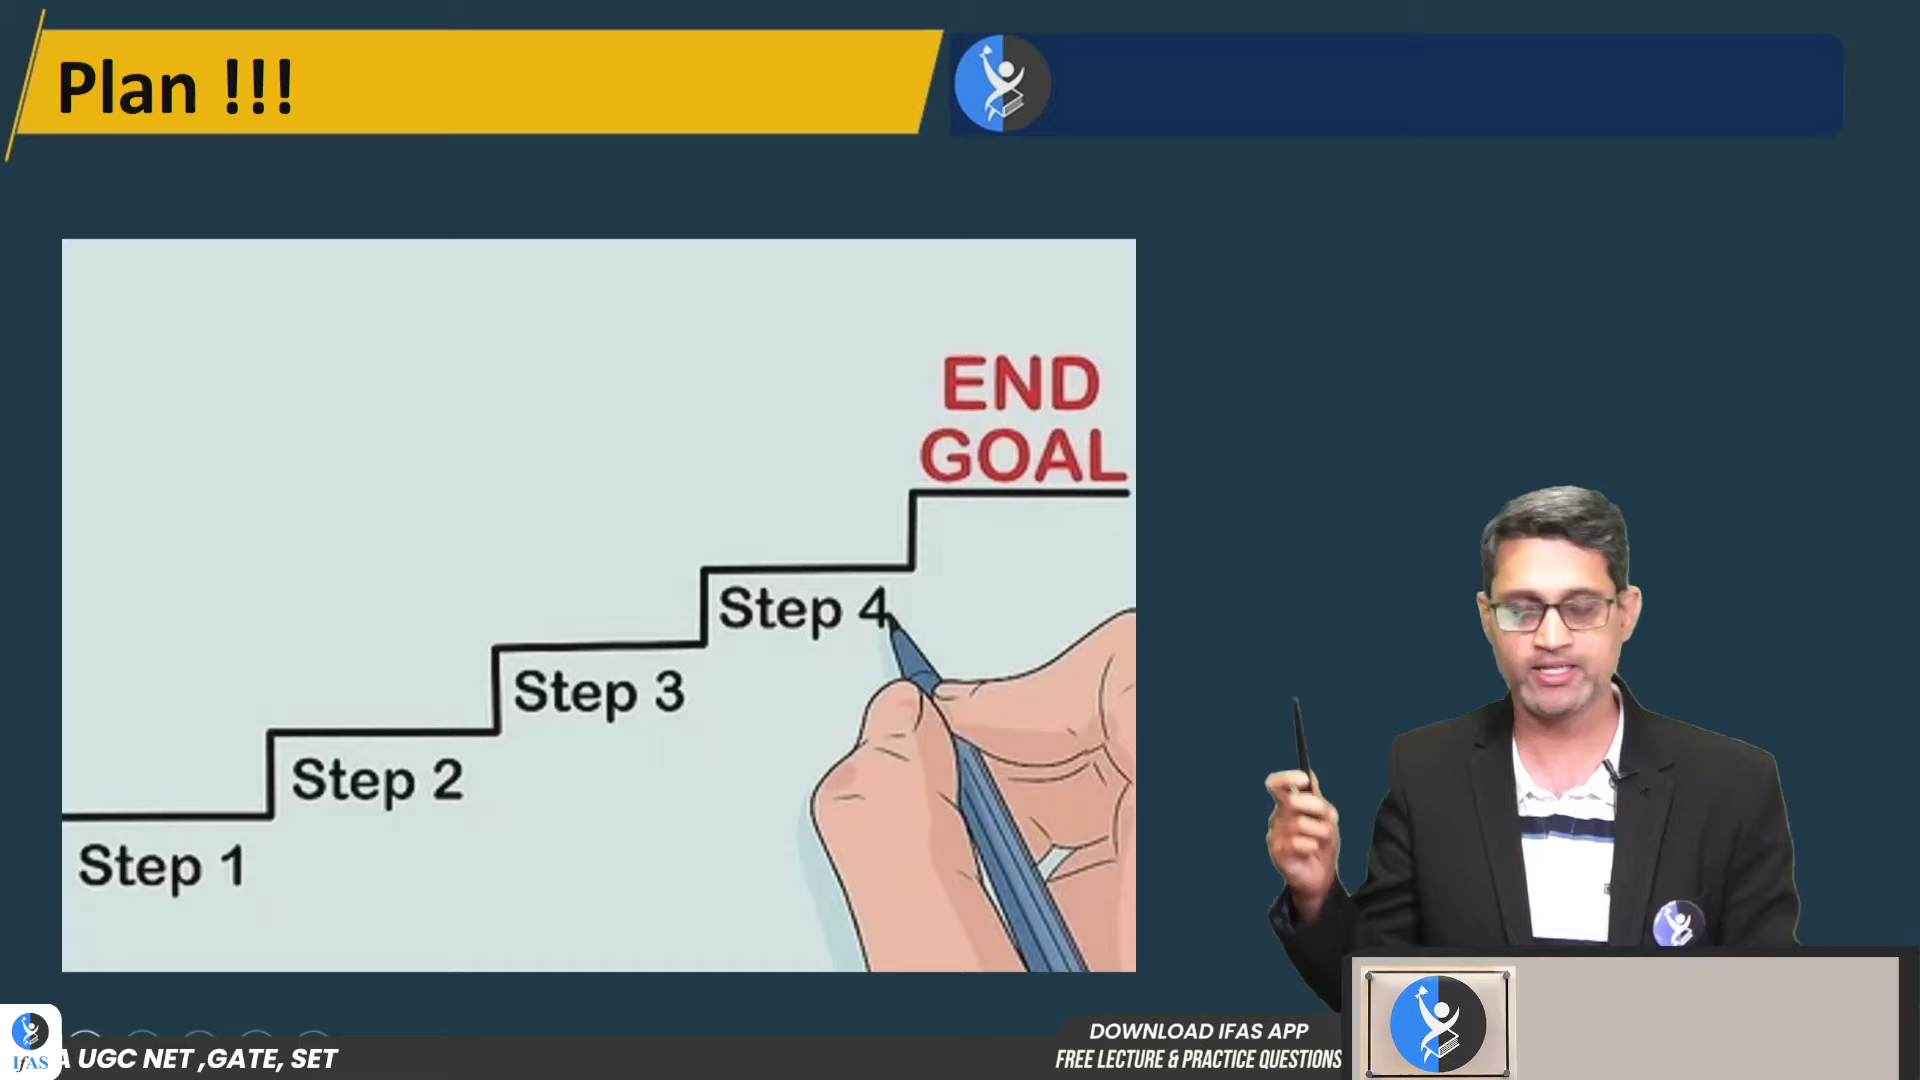 Plan !!!
END
GOAL
Step 4
Step 3
Step 2
Step 1
IfAS
A UGC NET ,GATE, SET
DOWNLOAD IFAS APP
FREE LECTURE & PRACTICE QUESTIONS